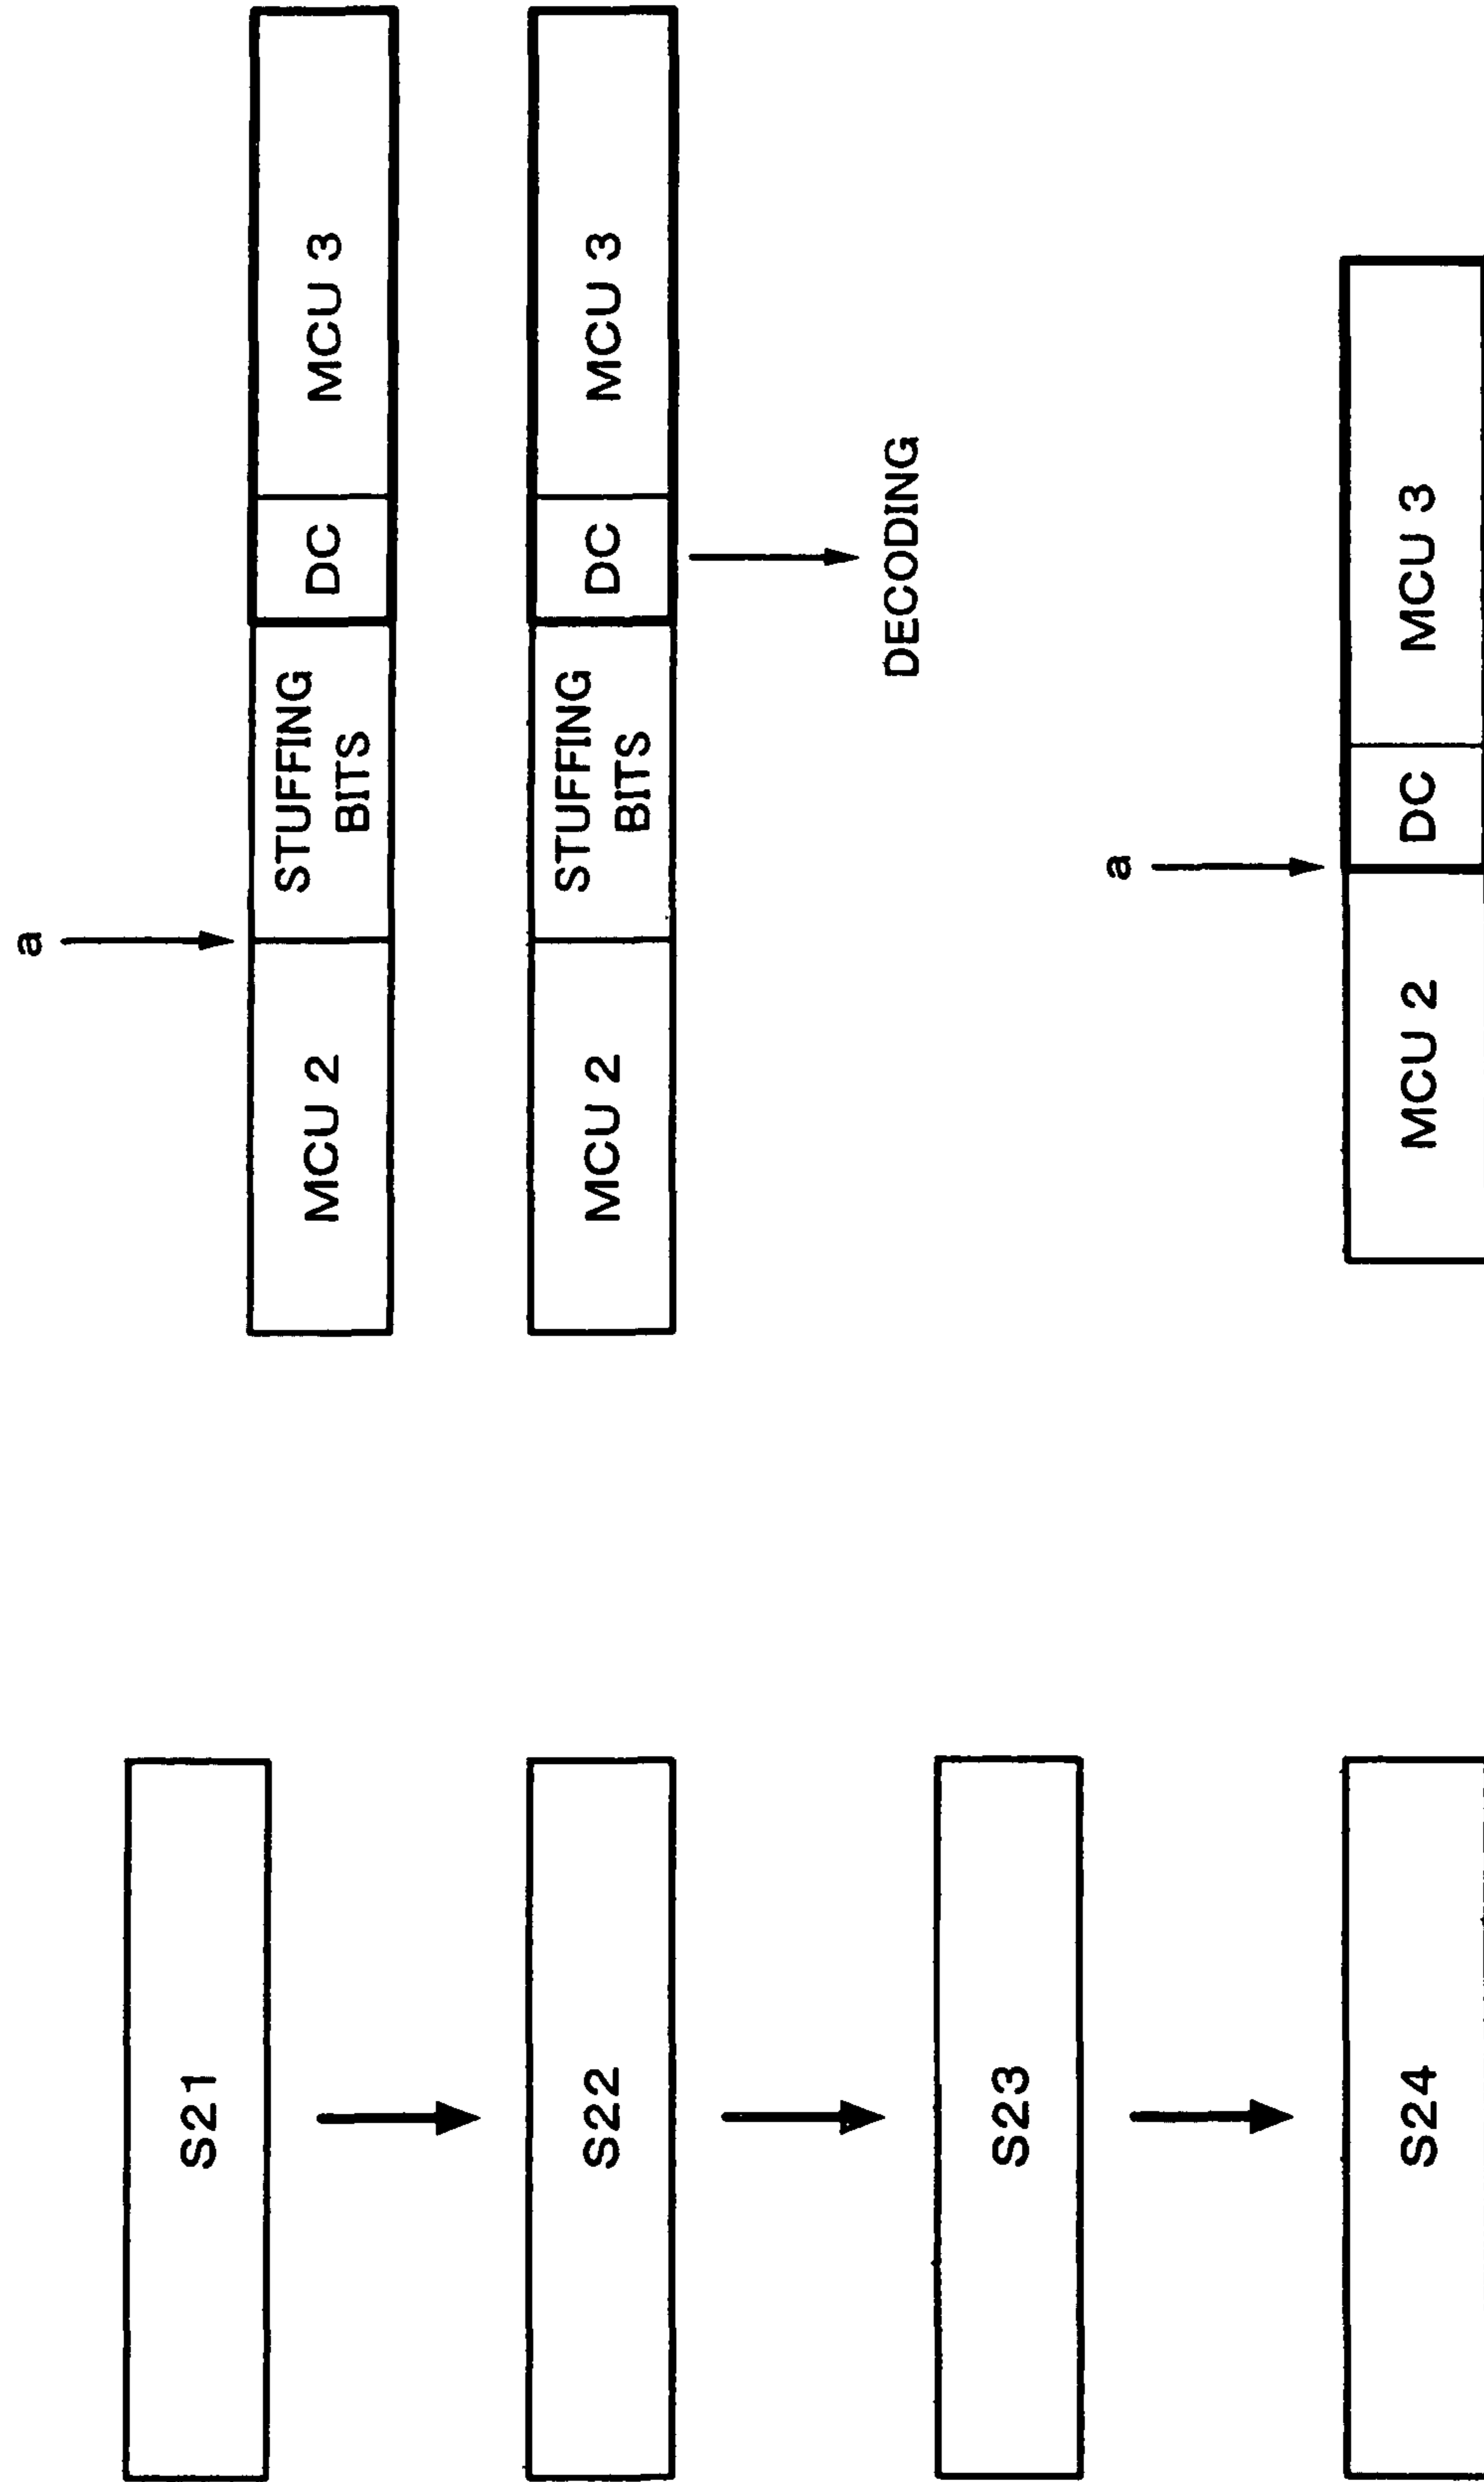 a
S21
MCU 2
STUFFING
BITS
DC
MCU 3
S22
MCU 2
STUFFING
BITS
DC
MCU 3
DECODING
S23
a
S24
MCU 2
DC
MCU 3